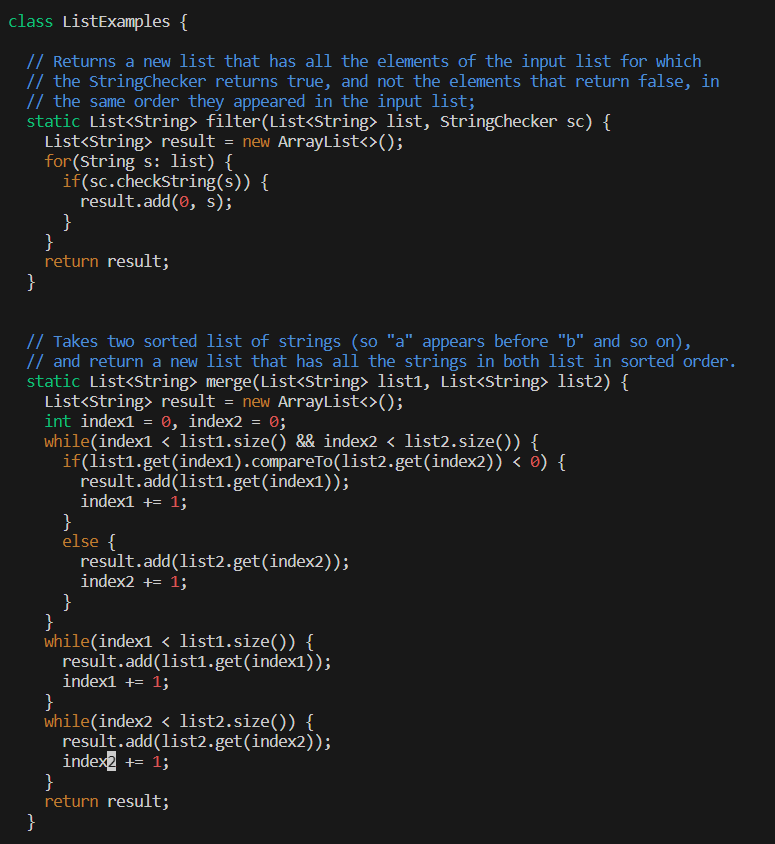 class ListExamples {
// Returns a new list that has all the elements of the input list for which
// the StringChecker returns true, and not the elements that return false, in
// the same order they appeared in the input list;
static List<String> filter(List<String> list, StringChecker sc) {
List<String> result = new ArrayList<>();
for(String s: list) {
if(sc.checkString(s)) {
result.add(0, s);
}
}
return result;
}
// Takes two sorted list of strings (so "a" appears before "b" and so on),
// and return a new list that has all the strings in both list in sorted order.
static List<String> merge(List<String> list1, List<String> list2) {
List<String> result = new ArrayList<>();
int index1 = 0, index2 = 0;
while(index1 < list1.size() && index2 < list2.size()) {
if(list1.get(index1).compareTo(list2.get(index2)) < 0) {
result.add(list1.get(index1));
index1 += 1;
}
else {
result.add(list2.get(index2));
index2 += 1;
}
}
while(index1 < list1.size()) {
result.add(list1.get(index1));
index1 += 1;
}
while(index2 < list2.size()) {
result.add(list2.get(index2));
index2 += 1;
}
return result;
}